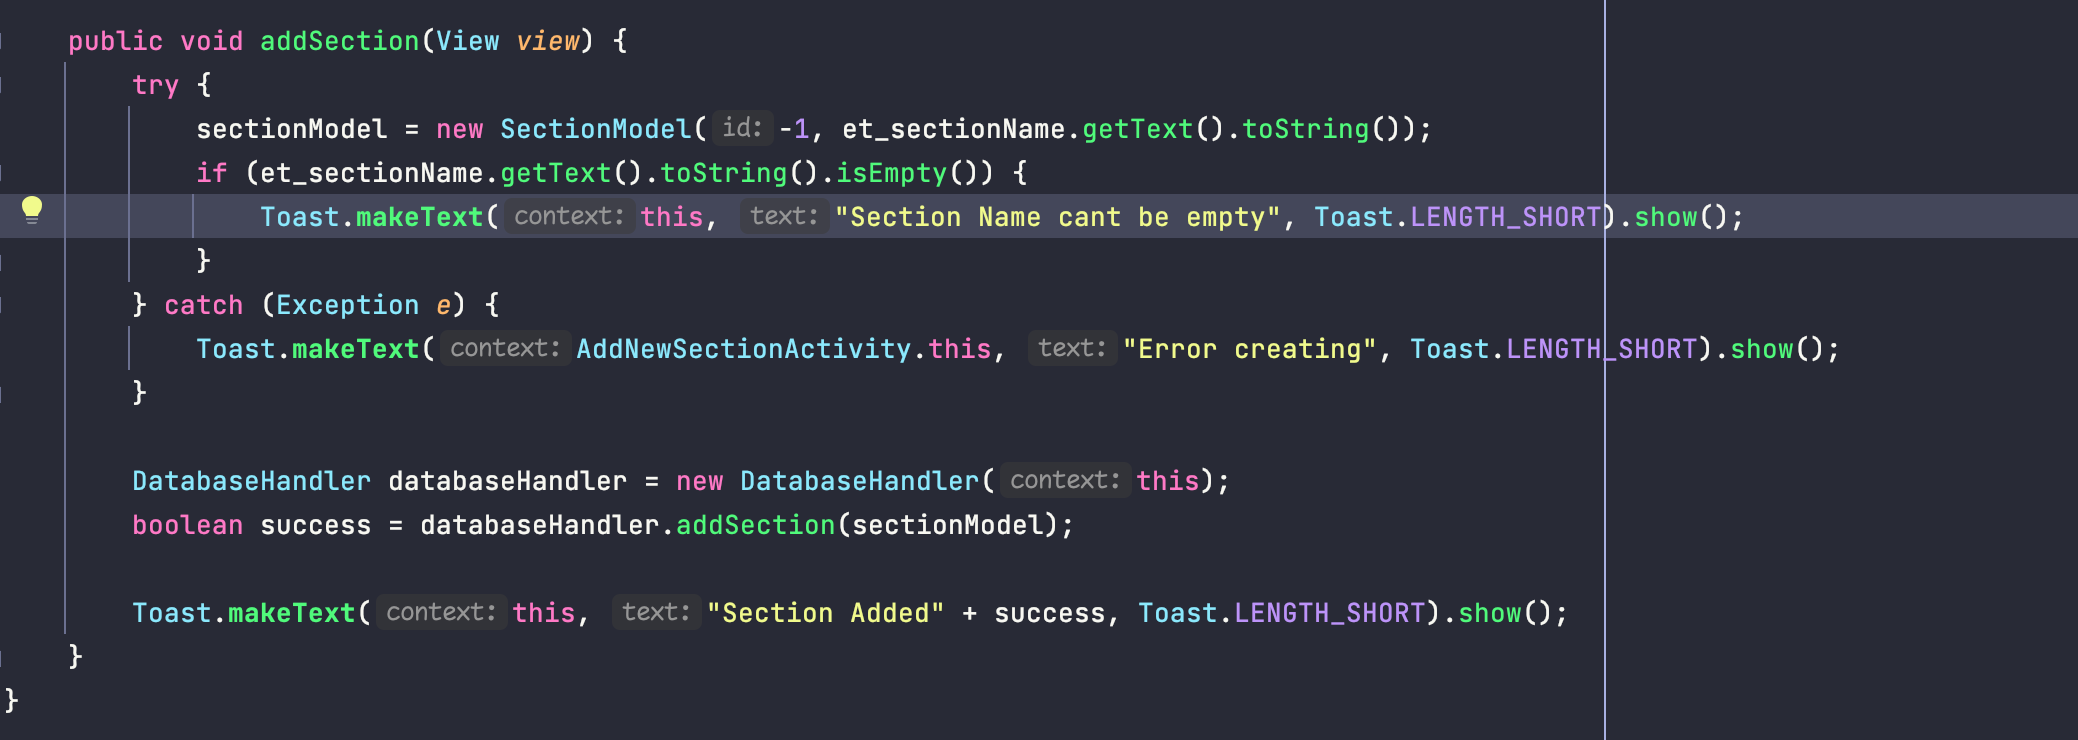 public void addSection(View view) {
try {
sectionModel = new SectionModel( id: -1, et_sectionName.getText().toString());
if (et_sectionName.getText().toString().isEmpty()) {
Toast.makeText( context: this, text: "Section Name cant be empty", Toast.LENGTH_SHORT).show();
}
} catch (Exception e) {
Toast.makeText( context: AddNewSectionActivity.this, text: "Error creating", Toast.LENGTH_SHORT).show();
}
DatabaseHandler databaseHandler = new DatabaseHandler( context: this);
boolean success = databaseHandler.addSection(sectionModel);
Toast.makeText( context: this, text: "Section Added" + success, Toast.LENGTH_SHORT).show();
}
}